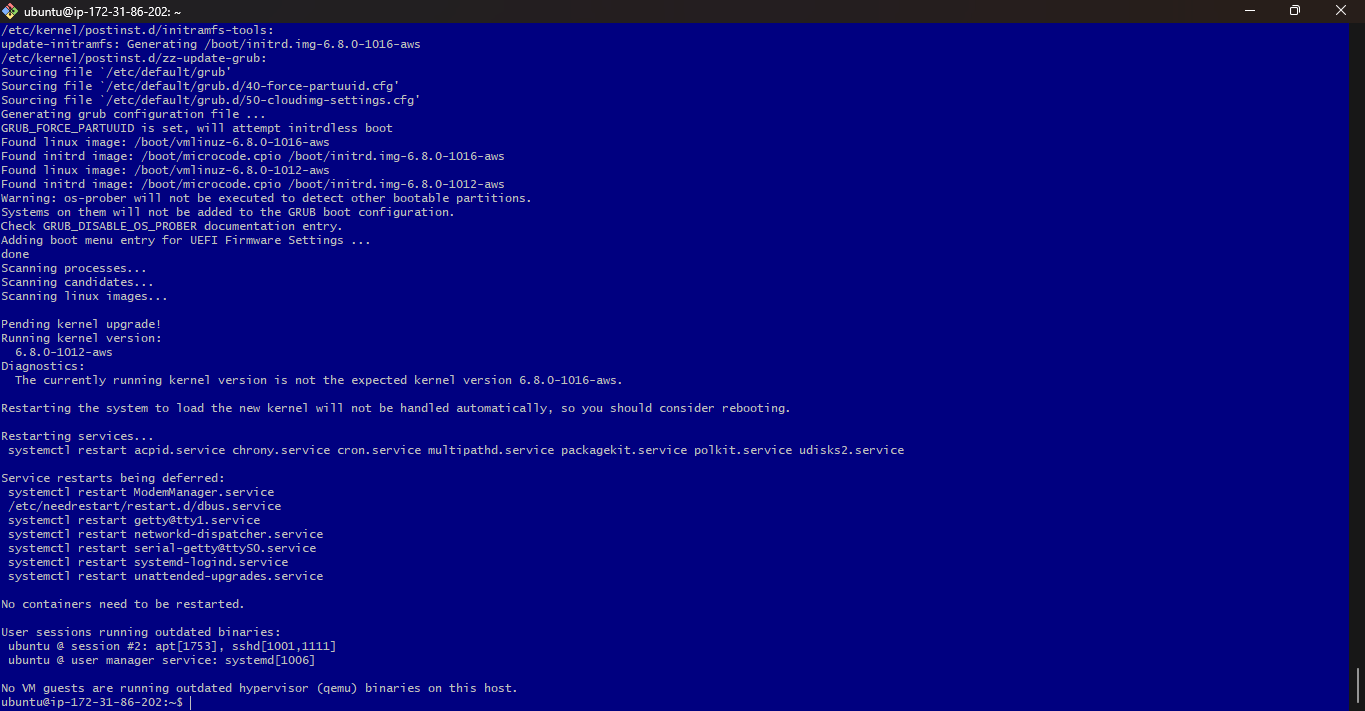 ubuntu@ip-172-31-86-202: ~
/etc/kernel/postinst.d/initramfs-tools:
update-initramfs: Generating /boot/initrd.img-6.8.0-1016-aws
/etc/kernel/postinst.d/zz-update-grub:
Sourcing file `/etc/default/grub'
Sourcing file `/etc/default/grub.d/40-force-partuuid.cfg'
Sourcing file `/etc/default/grub.d/50-cloudimg-settings.cfg'
Generating grub configuration file ...
GRUB_FORCE_PARTUUID is set, will attempt initrdless boot
Found linux image: /boot/vmlinuz-6.8.0-1016-aws
Found initrd image: /boot/microcode.cpio /boot/initrd.img-6.8.0-1016-aws
Found linux image: /boot/vmlinuz-6.8.0-1012-aws
Found initrd image: /boot/microcode.cpio /boot/initrd.img-6.8.0-1012-aws
Warning: os-prober will not be executed to detect other bootable partitions.
Systems on them will not be added to the GRUB boot configuration.
Check GRUB_DISABLE_OS_PROBER documentation entry.
Adding boot menu entry for UEFI Firmware Settings ...
done
Scanning processes...
Scanning candidates...
Scanning linux images...

Pending kernel upgrade!
Running kernel version:
  6.8.0-1012-aws
Diagnostics:
  The currently running kernel version is not the expected kernel version 6.8.0-1016-aws.

Restarting the system to load the new kernel will not be handled automatically, so you should consider rebooting.

Restarting services...
 systemctl restart acpid.service chrony.service cron.service multipathd.service packagekit.service polkit.service udisks2.service

Service restarts being deferred:
 systemctl restart ModemManager.service
 /etc/needrestart/restart.d/dbus.service
 systemctl restart getty@tty1.service
 systemctl restart networkd-dispatcher.service
 systemctl restart serial-getty@ttyS0.service
 systemctl restart systemd-logind.service
 systemctl restart unattended-upgrades.service

No containers need to be restarted.

User sessions running outdated binaries:
 ubuntu @ session #2: apt[1753], sshd[1001,1111]
 ubuntu @ user manager service: systemd[1006]

No VM guests are running outdated hypervisor (qemu) binaries on this host.
ubuntu@ip-172-31-86-202:~$